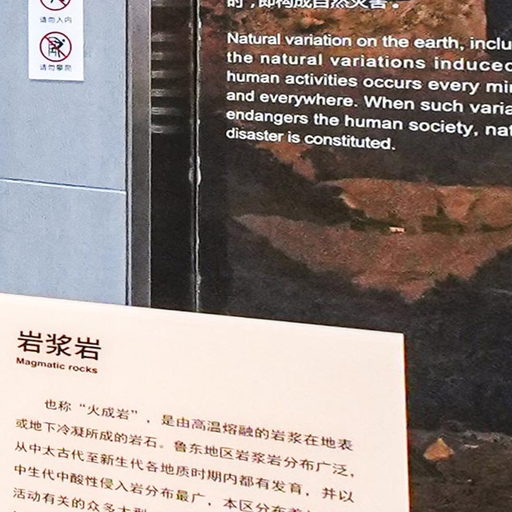 请勿入内
请勿攀爬
时，即构成自然灾害。
Natural variation on the earth, inclu
the natural variations induced
human activities occurs every mi
and everywhere. When such varia
endangers the human society, nat
disaster is constituted.
岩浆岩
Magmatic rocks
也称“火成岩”，是由高温熔融的岩浆在地表
或地下冷凝所成的岩石。鲁东地区岩浆岩分布广泛，
从中太古代至新生代各地质时期内都有发育，并以
中生代中酸性侵入岩分布最广，本区分布着
活动有关的众多大型